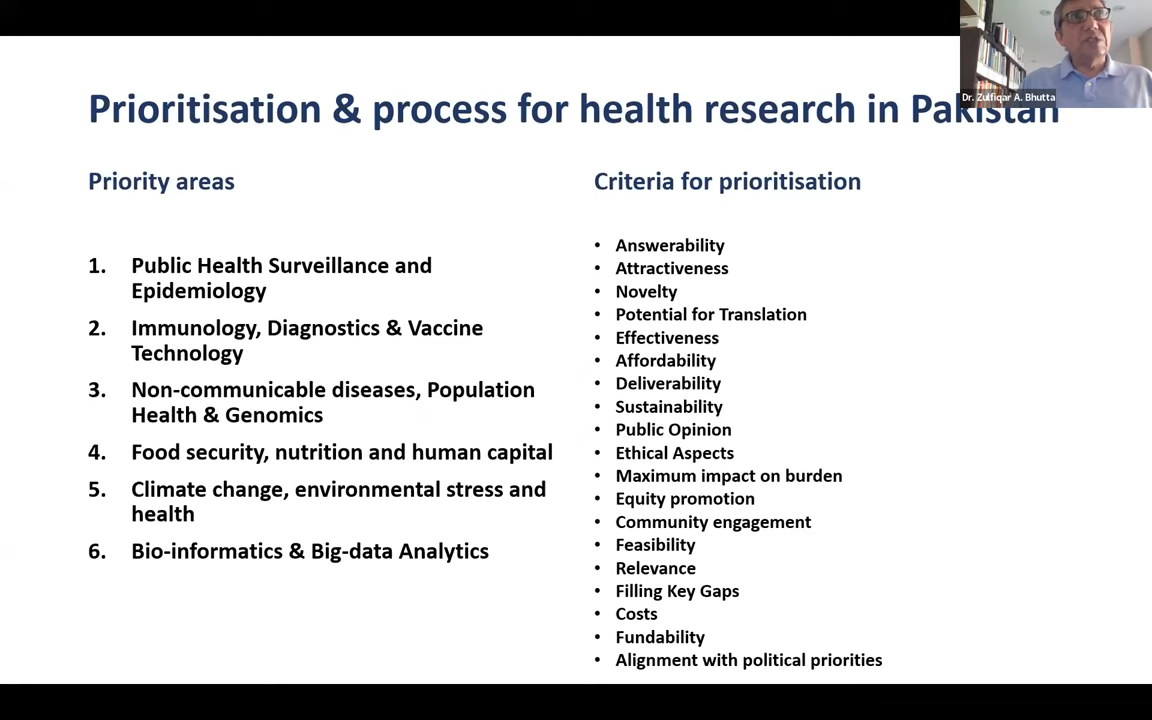 Dr. Zulfiqar A. Bhutta
Prioritisation & process for health research in Pakistan
Priority areas
1. Public Health Surveillance and
Epidemiology
2. Immunology, Diagnostics & Vaccine
Technology
3. Non-communicable diseases, Population
Health & Genomics
4. Food security, nutrition and human capital
5. Climate change, environmental stress and
health
6. Bio-informatics & Big-data Analytics
Criteria for prioritisation
• Answerability
• Attractiveness
• Novelty
• Potential for Translation
• Effectiveness
• Affordability
• Deliverability
• Sustainability
• Public Opinion
• Ethical Aspects
• Maximum impact on burden
• Equity promotion
• Community engagement
• Feasibility
• Relevance
• Filling Key Gaps
• Costs
• Fundability
• Alignment with political priorities